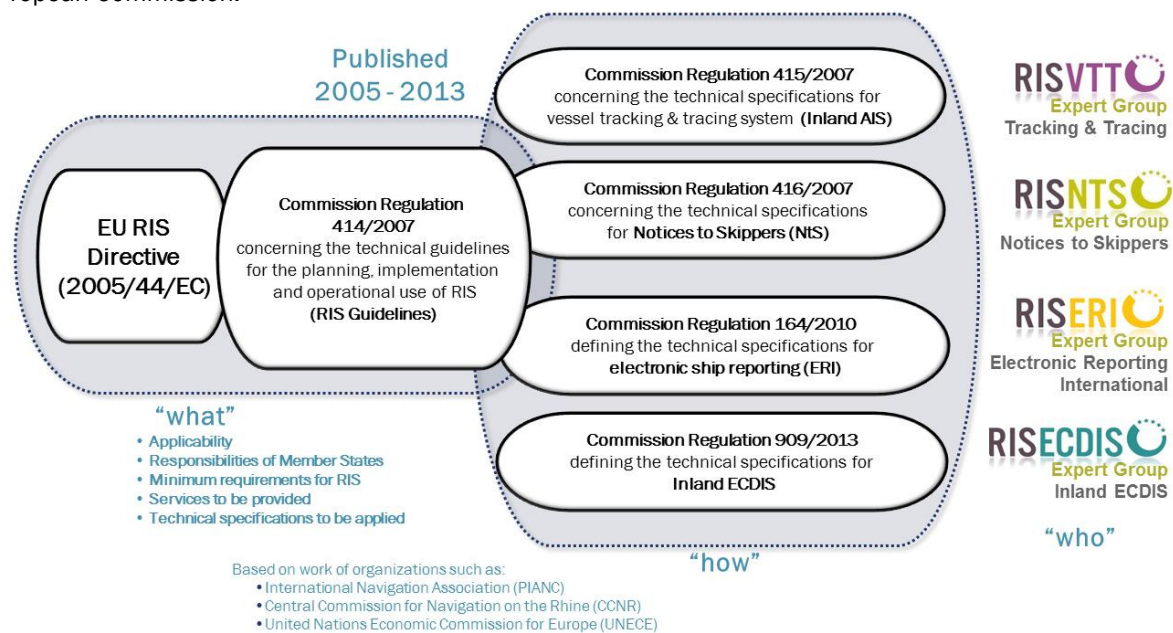 Published
2005 - 2013
EU RIS
Directive
(2005/44/EC)
Commission Regulation
414/2007
concerning the technical guidelines
for the planning, implementation
and operational use of RIS
(RIS Guidelines)
Commission Regulation 415/2007
concerning the technical specifications for
vessel tracking & tracing system (Inland AIS)
Commission Regulation 416/2007
concerning the technical specifications
for Notices to Skippers (NtS)
Commission Regulation 164/2010
defining the technical specifications for
electronic ship reporting (ERI)
Commission Regulation 909/2013
defining the technical specifications for
Inland ECDIS
RISVTT
Expert Group
Tracking & Tracing
RISNTS
Expert Group
Notices to Skippers
RISERI
Expert Group
Electronic Reporting
International
RISECDIS
Expert Group
Inland ECDIS
“what”
• Applicability
• Responsibilities of Member States
• Minimum requirements for RIS
• Services to be provided
• Technical specifications to be applied
“how”
“who”
Based on work of organizations such as:
• International Navigation Association (PIANC)
• Central Commission for Navigation on the Rhine (CCNR)
• United Nations Economic Commission for Europe (UNECE)